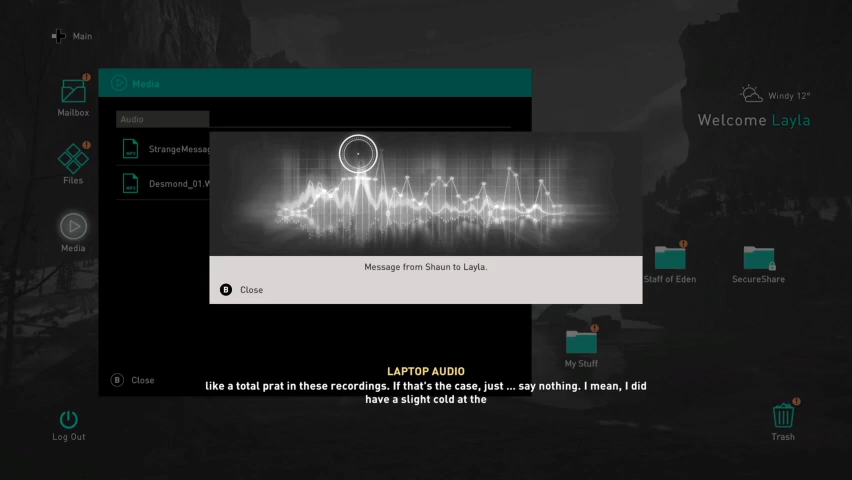 Main
Mailbox
Files
Media
Media
Audio
StrangeMessag
Desmond_01.W
MP3
MP3
Message from Shaun to Layla.
B Close
B Close
Windy 12°
Welcome Layla
Staff of Eden
SecureShare
My Stuff
LAPTOP AUDIO
like a total prat in these recordings. If that's the case, just ... say nothing. I mean, I did
have a slight cold at the
Log Out
Trash